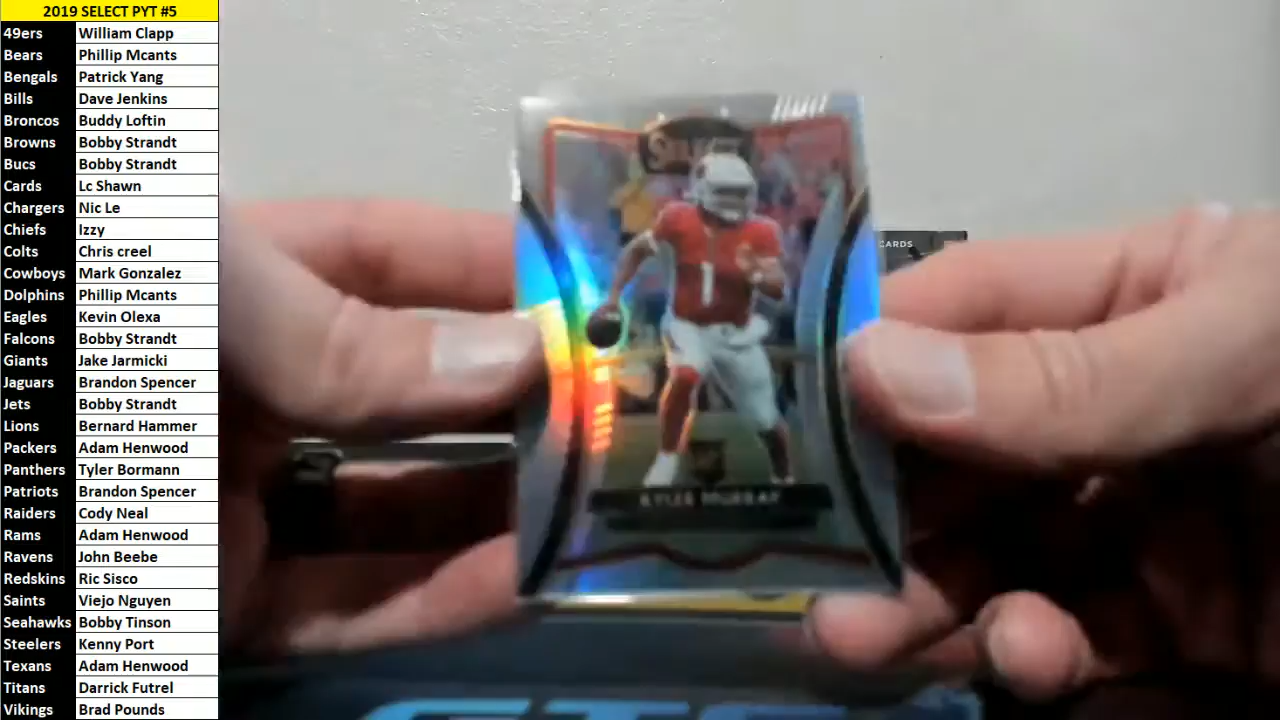 2019 SELECT PYT #5
49ers William Clapp
Bears Phillip Mcants
Bengals Patrick Yang
Bills Dave Jenkins
Broncos Buddy Loftin
Browns Bobby Strandt
Bucs Bobby Strandt
Cards Lc Shawn
Chargers Nic Le
Chiefs Izzy
Colts Chris creel
Cowboys Mark Gonzalez
Dolphins Phillip Mcants
Eagles Kevin Olexa
Falcons Bobby Strandt
Giants Jake Jarmicki
Jaguars Brandon Spencer
Jets Bobby Strandt
Lions Bernard Hammer
Packers Adam Henwood
Panthers Tyler Bormann
Patriots Brandon Spencer
Raiders Cody Neal
Rams Adam Henwood
Ravens John Beebe
Redskins Ric Sisco
Saints Viejo Nguyen
Seahawks Bobby Tinson
Steelers Kenny Port
Texans Adam Henwood
Titans Darrick Futrel
Vikings Brad Pounds
SELECT
1
KYLER MURRAY
CARDS